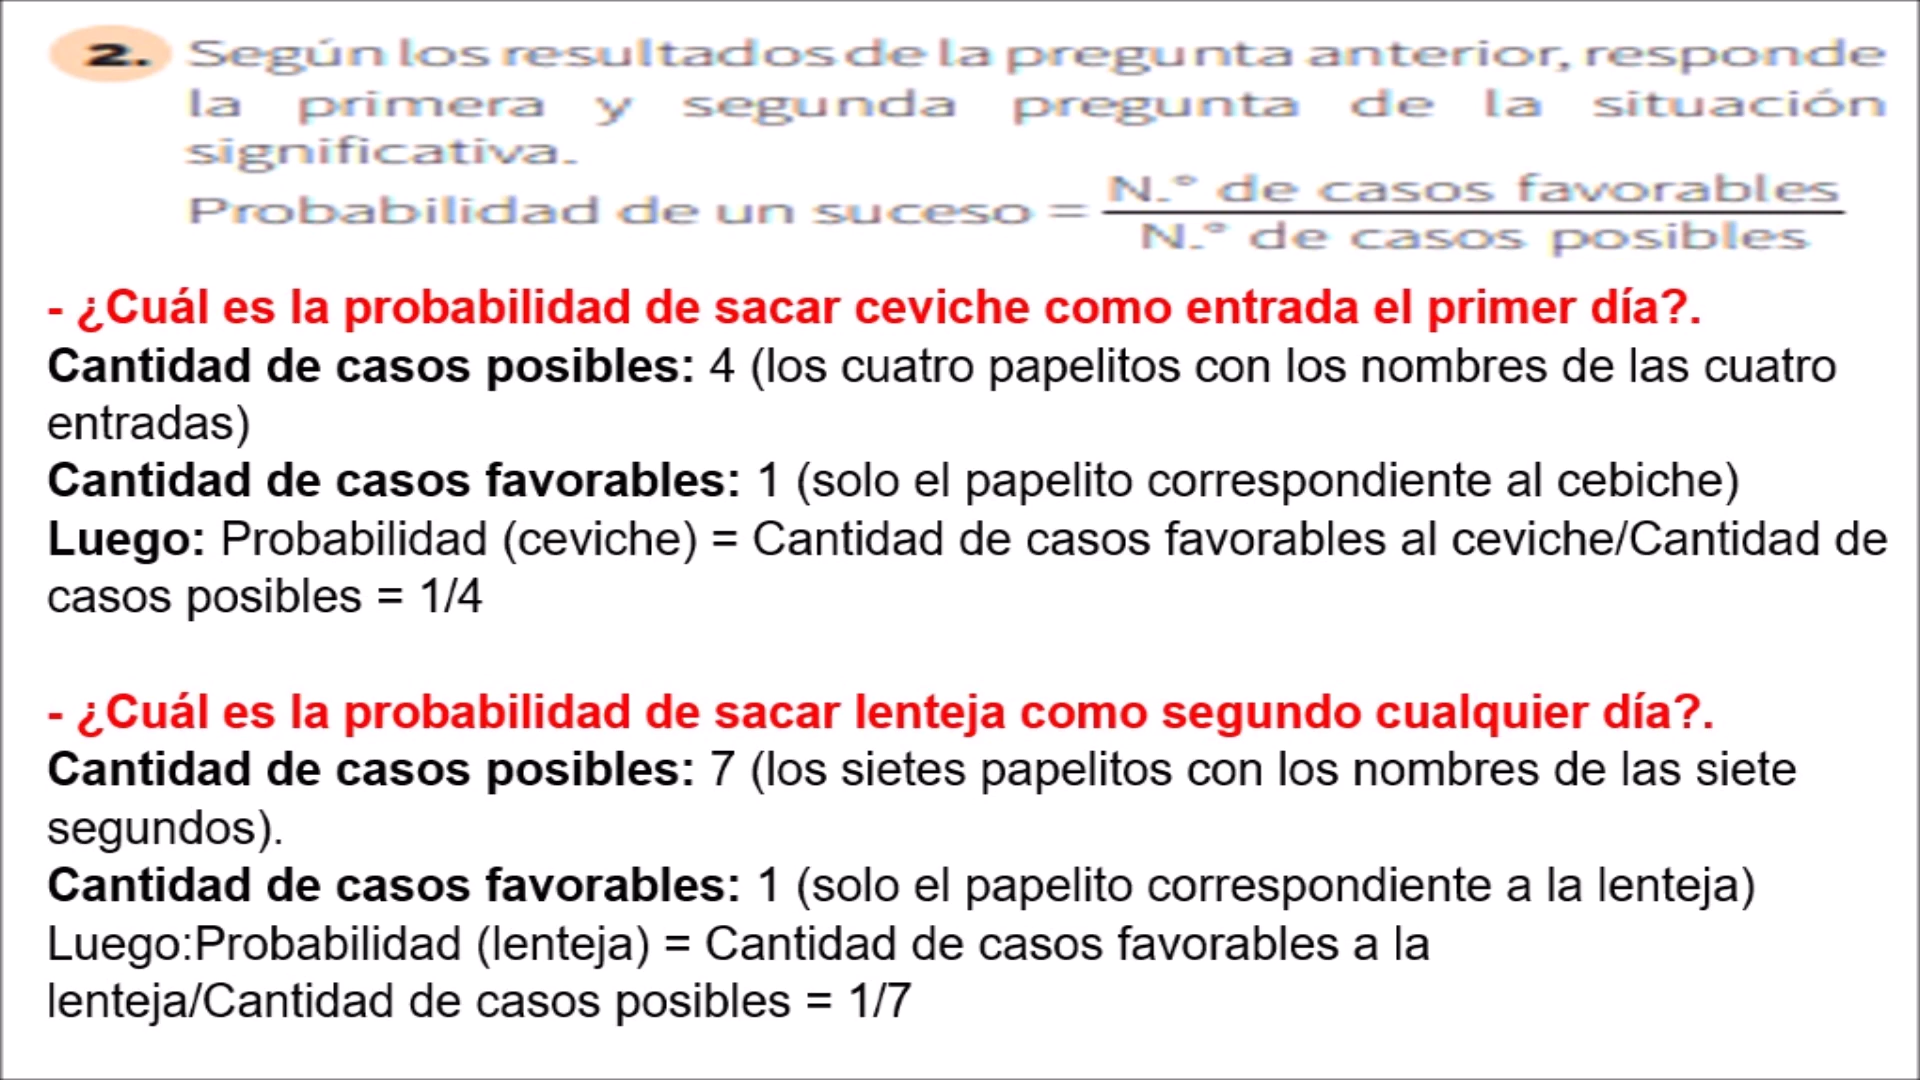 2. Según los resultados de la pregunta anterior, responde
la primera y segunda pregunta de la situación
significativa.
Probabilidad de un suceso = N.° de casos favorables
N.° de casos posibles
- ¿Cuál es la probabilidad de sacar ceviche como entrada el primer día?.
Cantidad de casos posibles: 4 (los cuatro papelitos con los nombres de las cuatro
entradas)
Cantidad de casos favorables: 1 (solo el papelito correspondiente al cebiche)
Luego: Probabilidad (ceviche) = Cantidad de casos favorables al ceviche/Cantidad de
casos posibles = 1/4
- ¿Cuál es la probabilidad de sacar lenteja como segundo cualquier día?.
Cantidad de casos posibles: 7 (los sietes papelitos con los nombres de las siete
segundos).
Cantidad de casos favorables: 1 (solo el papelito correspondiente a la lenteja)
Luego:Probabilidad (lenteja) = Cantidad de casos favorables a la
lenteja/Cantidad de casos posibles = 1/7